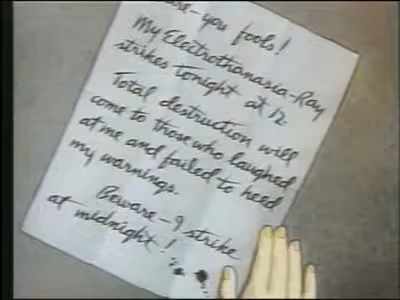 are-you fools!
My Electrothanasia-Ray
strikes tonight at 12.
Total destruction will
come to those who laughed
at me and failed to heed
my warnings.
Beware-I strike
at midnight!